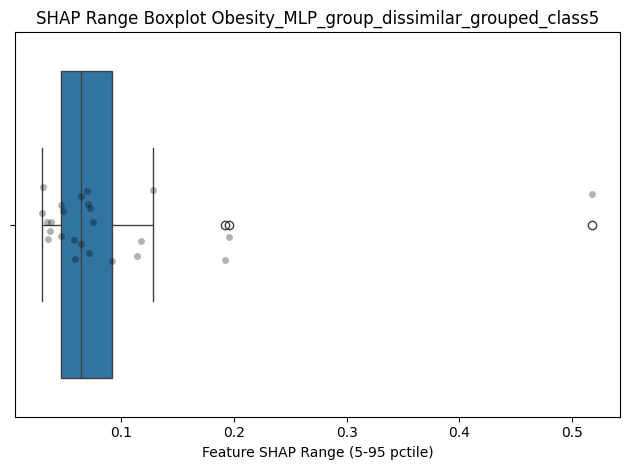 SHAP Range Boxplot Obesity_MLP_group_dissimilar_grouped_class5
0.1 0.2 0.3 0.4 0.5
Feature SHAP Range (5-95 pctile)